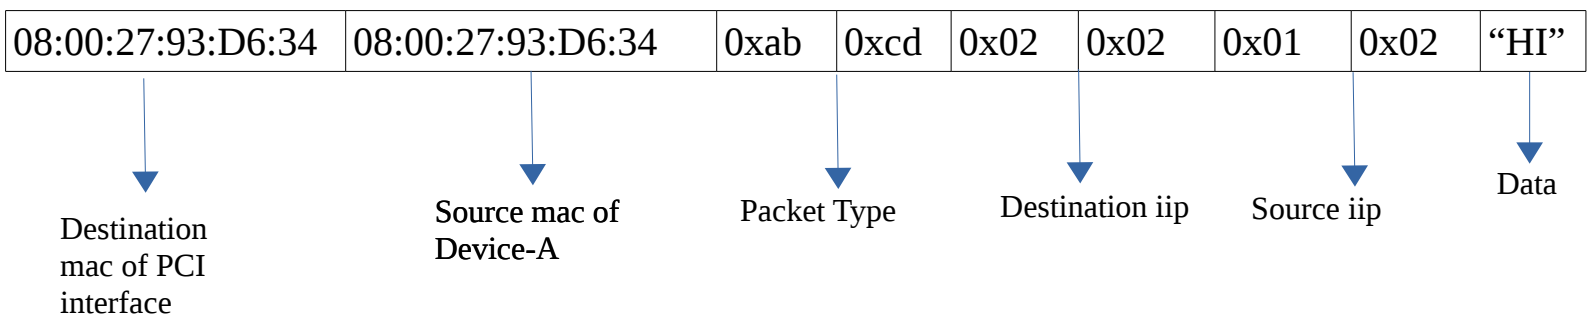 08:00:27:93:D6:34 08:00:27:93:D6:34 0xab 0xcd 0x02 0x02 0x01 0x02 “HI”
Destination
mac of PCI
interface
Source mac of
Device-A
Packet Type
Destination iip
Source iip
Data